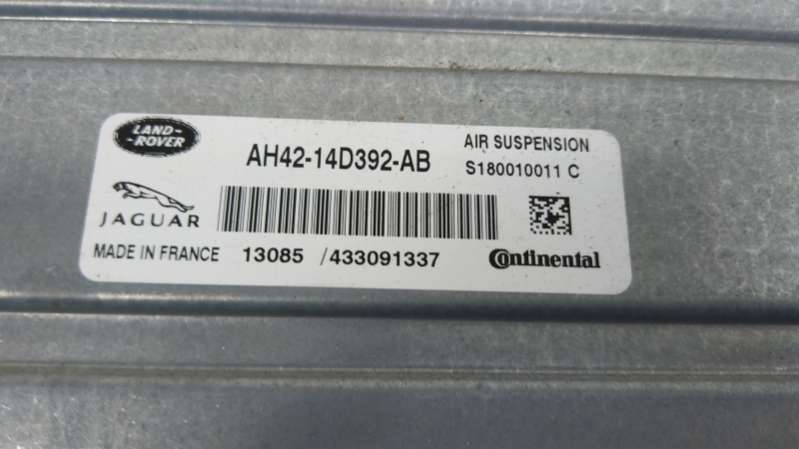 LAND-
-ROVER
AH42-14D392-AB
AIR SUSPENSION
S180010011 C
JAGUAR
MADE IN FRANCE
13085 /433091337
Continental